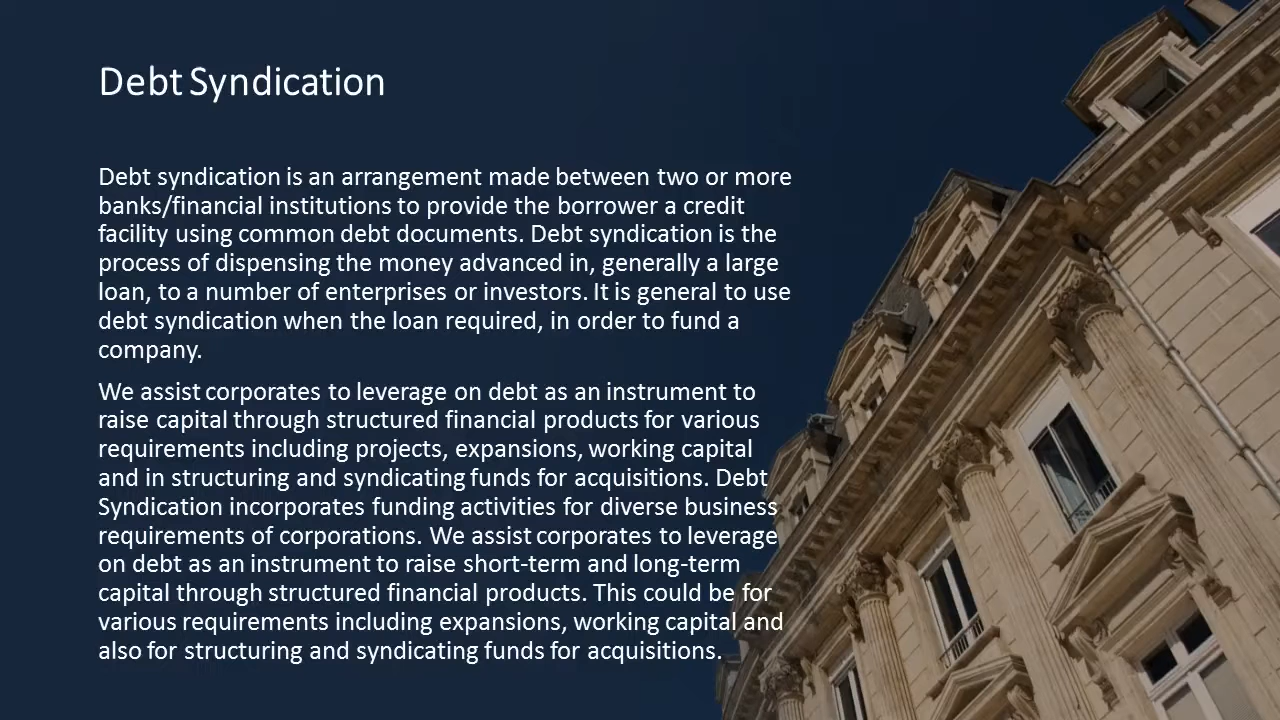 Debt Syndication
Debt syndication is an arrangement made between two or more
banks/financial institutions to provide the borrower a credit
facility using common debt documents. Debt syndication is the
process of dispensing the money advanced in, generally a large
loan, to a number of enterprises or investors. It is general to use
debt syndication when the loan required, in order to fund a
company.
We assist corporates to leverage on debt as an instrument to
raise capital through structured financial products for various
requirements including projects, expansions, working capital
and in structuring and syndicating funds for acquisitions. Debt
Syndication incorporates funding activities for diverse business
requirements of corporations. We assist corporates to leverage
on debt as an instrument to raise short-term and long-term
capital through structured financial products. This could be for
various requirements including expansions, working capital and
also for structuring and syndicating funds for acquisitions.